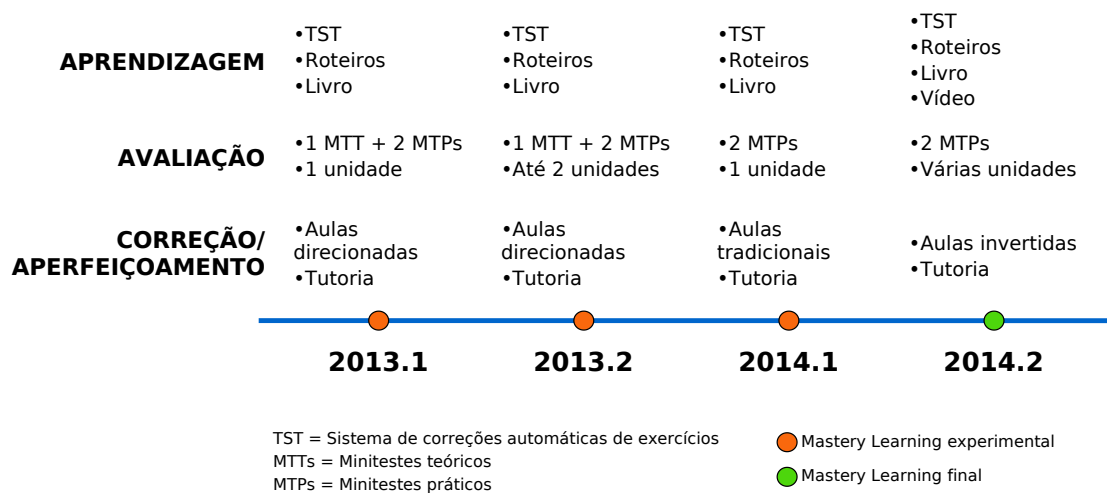 APRENDIZAGEM
•TST
•Roteiros
•Livro
•TST
•Roteiros
•Livro
•TST
•Roteiros
•Livro
•TST
•Roteiros
•Livro
•Vídeo
AVALIAÇÃO
•1 MTT + 2 MTPs
•1 unidade
•1 MTT + 2 MTPs
•Até 2 unidades
•2 MTPs
•1 unidade
•2 MTPs
•Várias unidades
CORREÇÃO/
APERFEIÇOAMENTO
•Aulas
direcionadas
•Tutoria
•Aulas
direcionadas
•Tutoria
•Aulas
tradicionais
•Tutoria
•Aulas invertidas
•Tutoria
2013.1
2013.2
2014.1
2014.2
TST = Sistema de correções automáticas de exercícios
MTTs = Minitestes teóricos
MTPs = Minitestes práticos
Mastery Learning experimental
Mastery Learning final